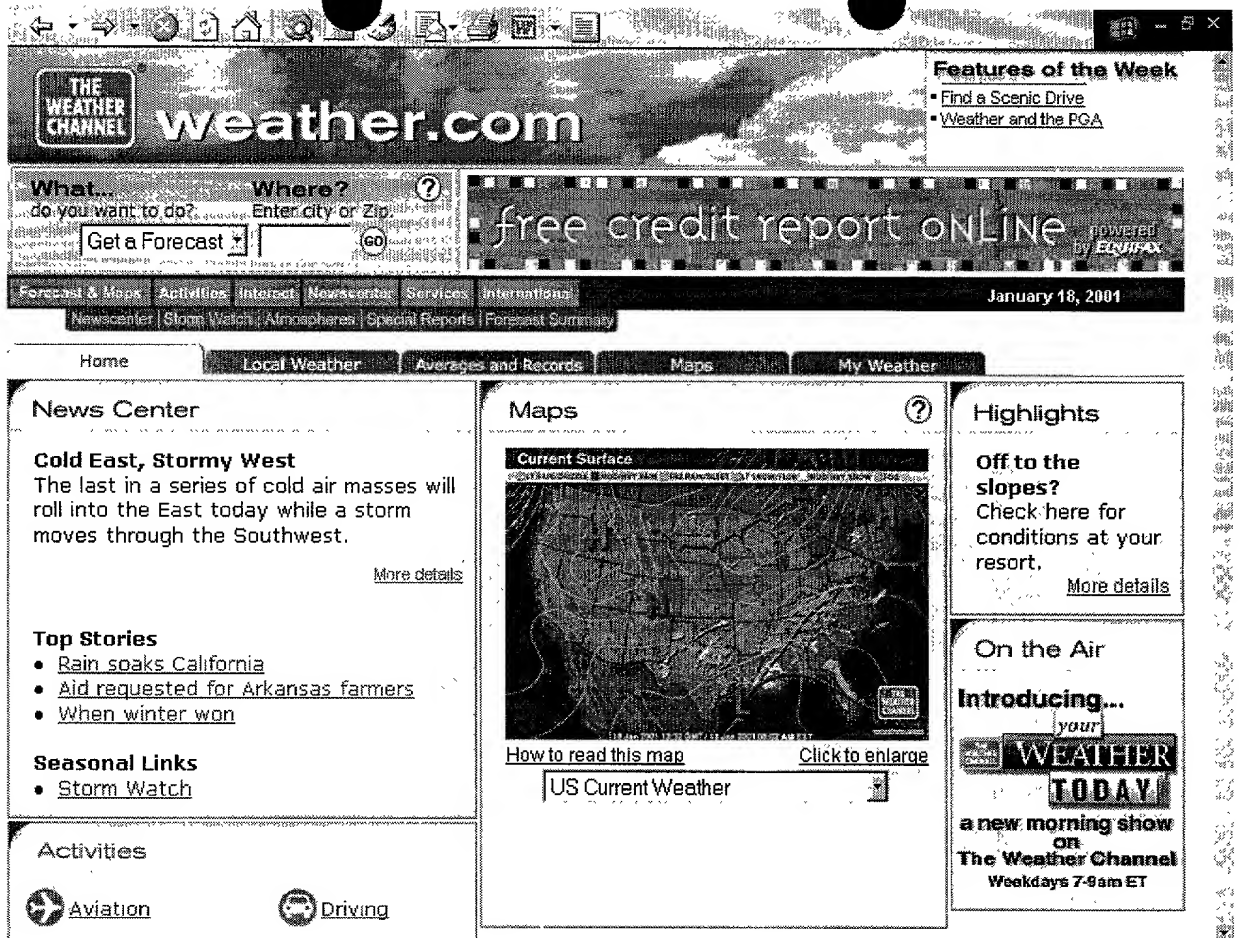 THE
WEATHER
CHANNEL
weather.com
Features of the Week
Find a Scenic Drive
Weather and the PGA
What...
Where?
?
do you want to do?
Enter city or Zip.
Get a Forecast
GO
free credit report onLiNe
powered
by EQUIFAX
Forecast & Maps Activities Interact Newscenter Services International
January 18, 2001
Newscenter | Storm Watch | Atmospheres | Special Reports | Forecast Summary
Home
Local Weather
Averages and Records
Maps
My Weather
News Center
Cold East, Stormy West
The last in a series of cold air masses will
roll into the East today while a storm
moves through the Southwest.
More details
Top Stories
• Rain soaks California
• Aid requested for Arkansas farmers
• When winter won
Seasonal Links
• Storm Watch
Activities
Aviation
Driving
Maps
?
Current Surface
THE
WEATHER
CHANNEL
How to read this map
Click to enlarge
US Current Weather
Highlights
Off to the
slopes?
Check here for
conditions at your
resort.
More details
On the Air
Introducing...
your
WEATHER
TODAY
a new morning show
on
The Weather Channel
Weekdays 7-9am ET